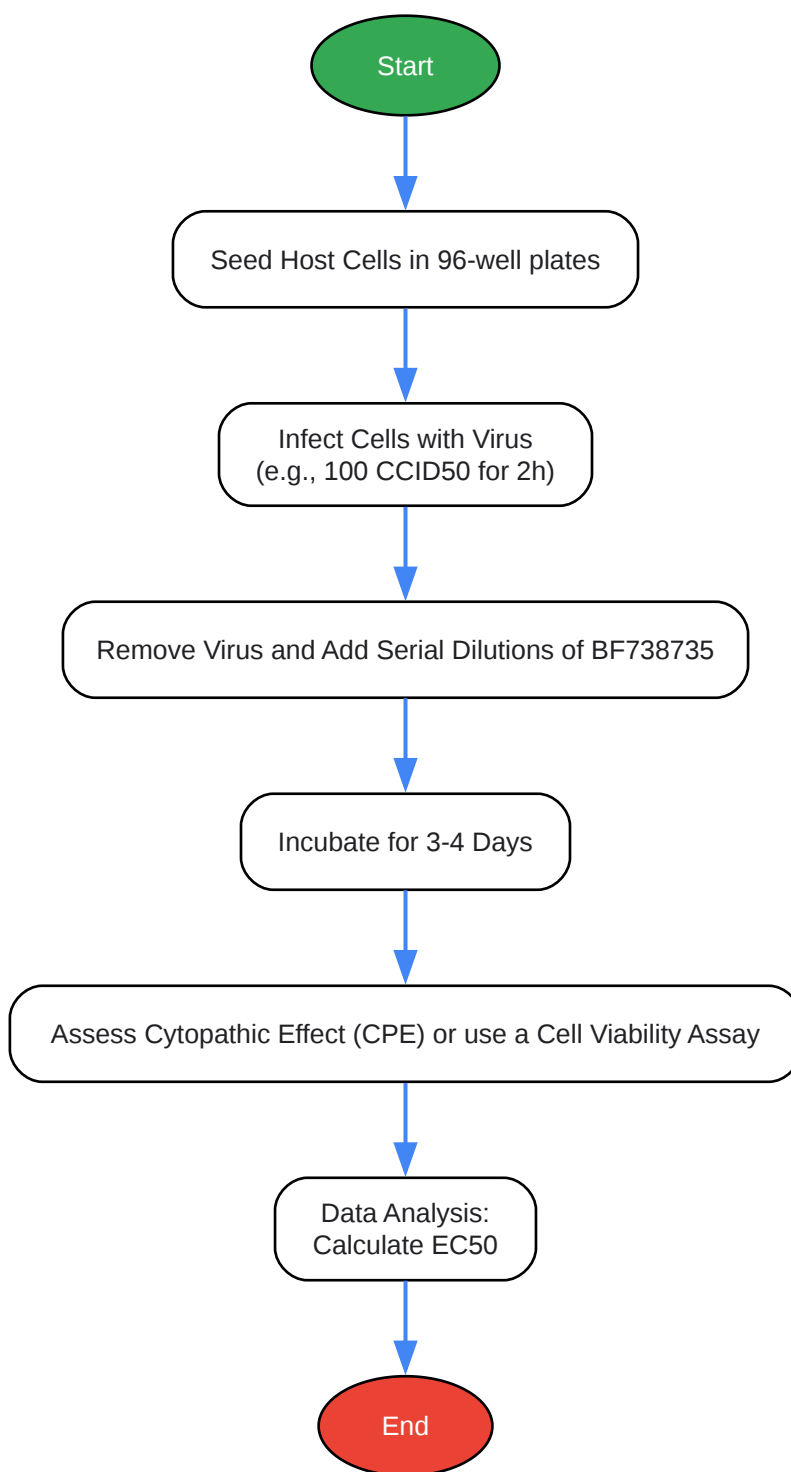 Start
Seed Host Cells in 96-well plates
Infect Cells with Virus
(e.g., 100 CCID50 for 2h)
Remove Virus and Add Serial Dilutions of BF738735
Incubate for 3-4 Days
Assess Cytopathic Effect (CPE) or use a Cell Viability Assay
Data Analysis:
Calculate EC50
End